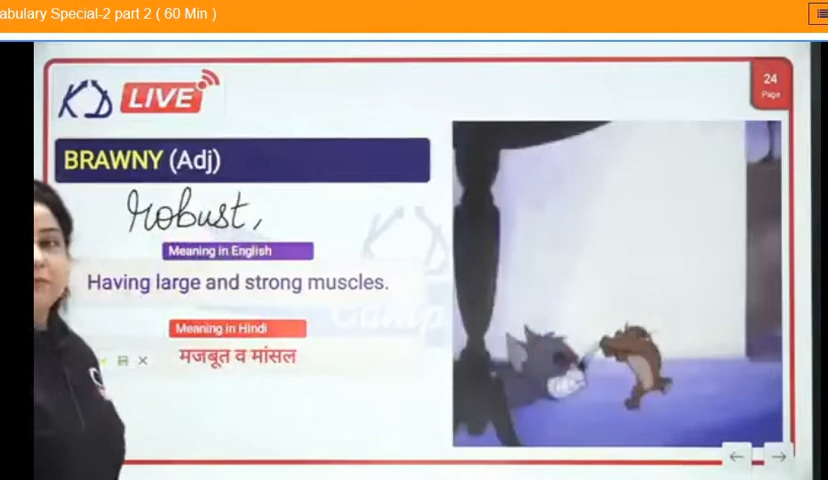 abulary Special-2 part 2 ( 60 Min )
KD LIVE
24
Page
BRAWNY (Adj)
Robust,
Meaning in English
Having large and strong muscles.
Meaning in Hindi
मजबूत व मांसल